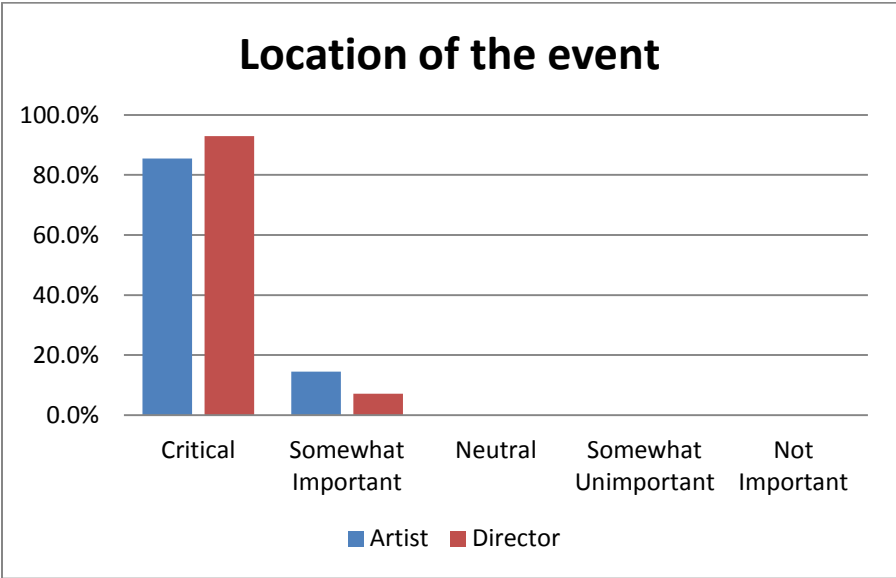 Location of the event
100.0%
80.0%
60.0%
40.0%
20.0%
0.0%
Critical
Somewhat
Important
Neutral
Somewhat
Unimportant
Not
Important
Artist
Director